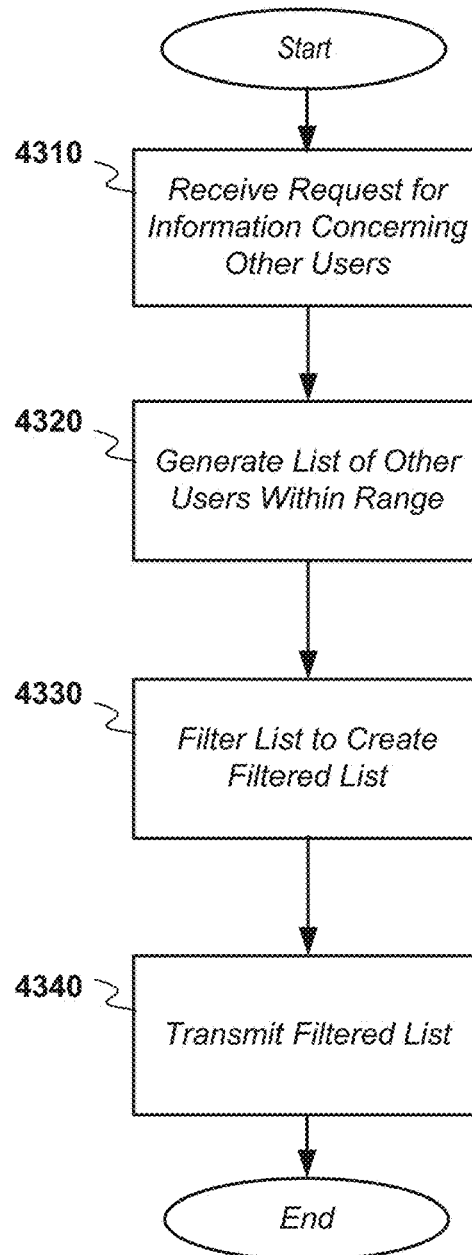 Start
4310
Receive Request for
Information Concerning
Other Users
4320
Generate List of Other
Users Within Range
4330
Filter List to Create
Filtered List
4340
Transmit Filtered List
End